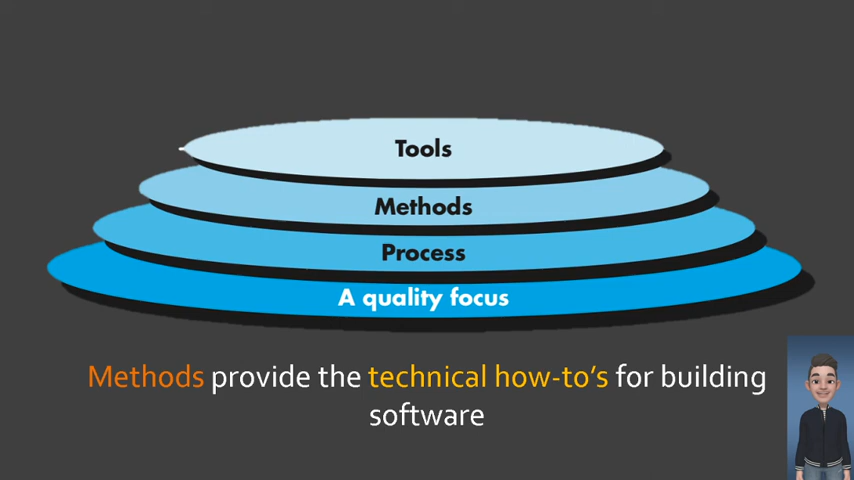 Tools
Methods
Process
A quality focus
Methods provide the technical how-to’s for building
software